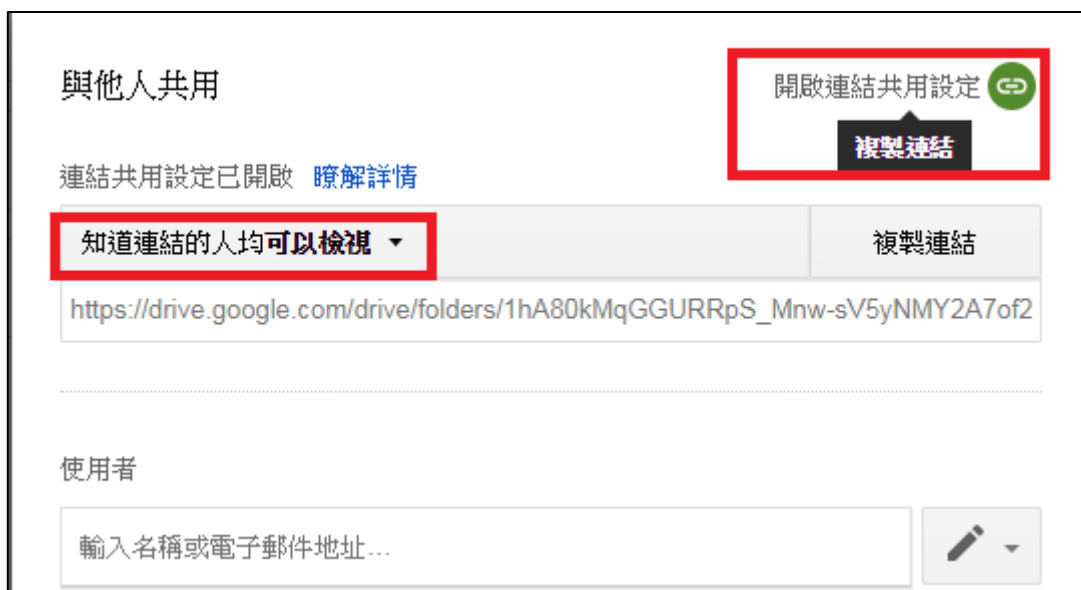 與他人共用
開啟連結共用設定
複製連結
連結共用設定已開啟 瞭解詳情
知道連結的人均可以檢視 複製連結
https://drive.google.com/drive/folders/1hA80kMqGGURRpS_Mnw-sV5yNMY2A7of2
使用者
輸入名稱或電子郵件地址...